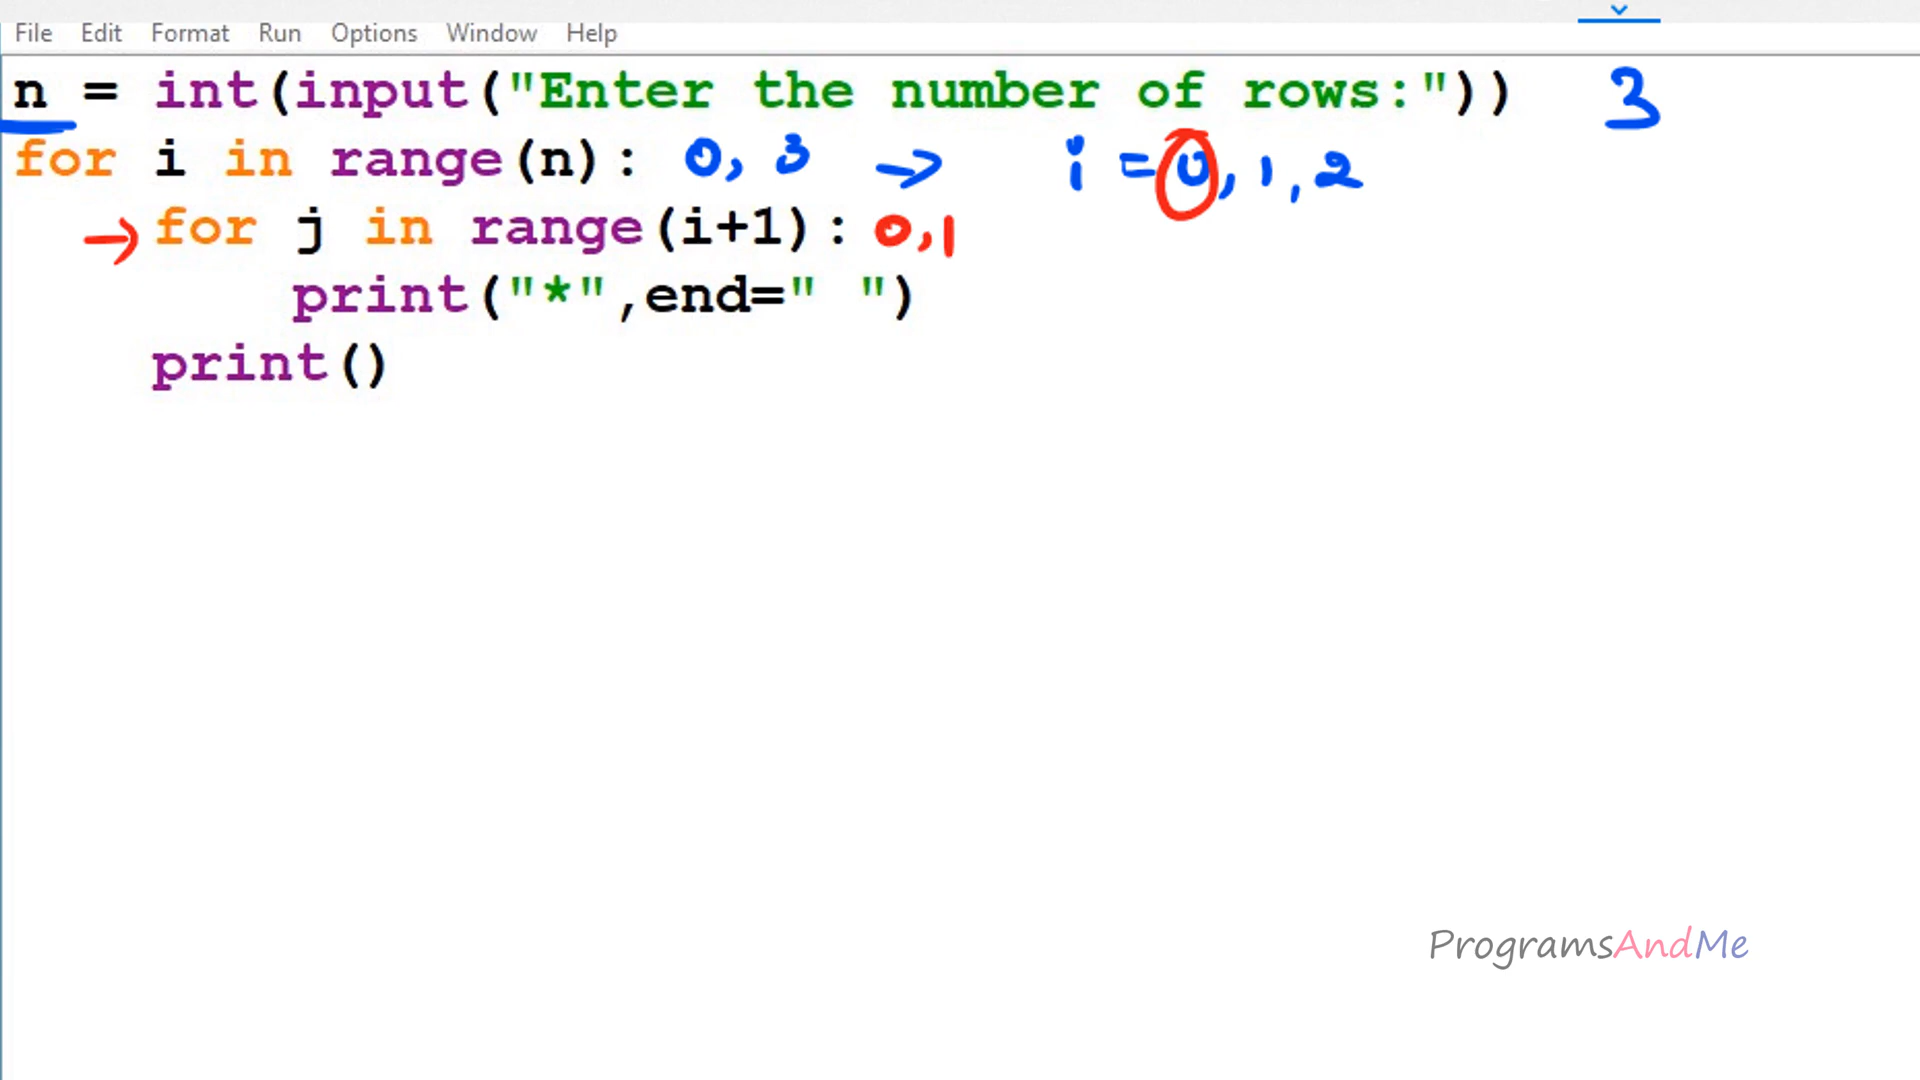 File Edit Format Run Options Window Help
n = int(input("Enter the number of rows:")) 3
for i in range(n): 0, 3 → i = 0, 1, 2
→ for j in range(i+1): 0,1
print("*",end=" ")
print()
ProgramsAndMe